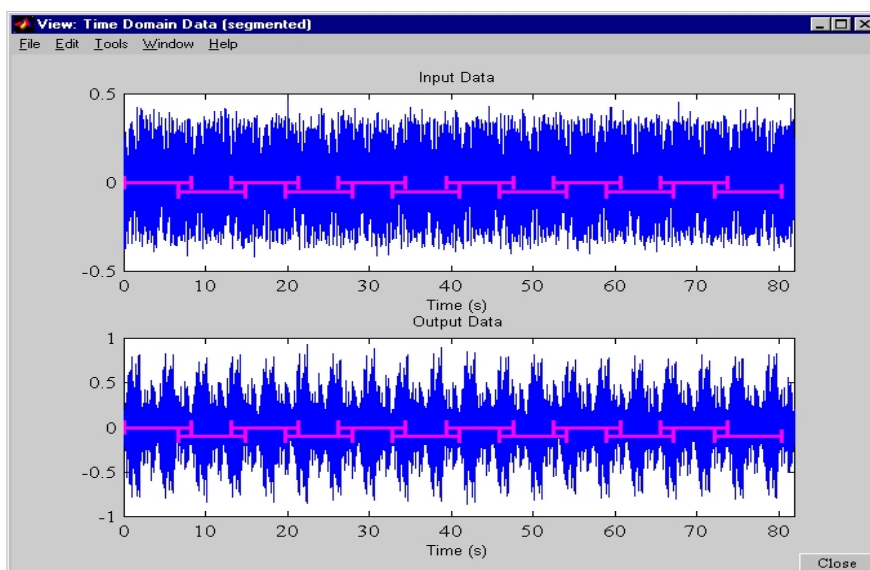 View: Time Domain Data (segmented)
File Edit Tools Window Help
Input Data
0.5
0
-0.5
0 10 20 30 40 50 60 70 80
Time (s)
Output Data
1
0.5
0
-0.5
-1
0 10 20 30 40 50 60 70 80
Time (s)
Close